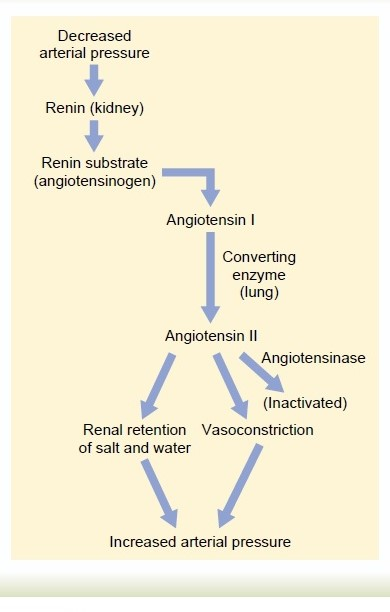 Decreased
arterial pressure
Renin (kidney)
Renin substrate
(angiotensinogen)
Angiotensin I
Converting
enzyme
(lung)
Angiotensin II
Angiotensinase
(Inactivated)
Renal retention
of salt and water
Vasoconstriction
Increased arterial pressure